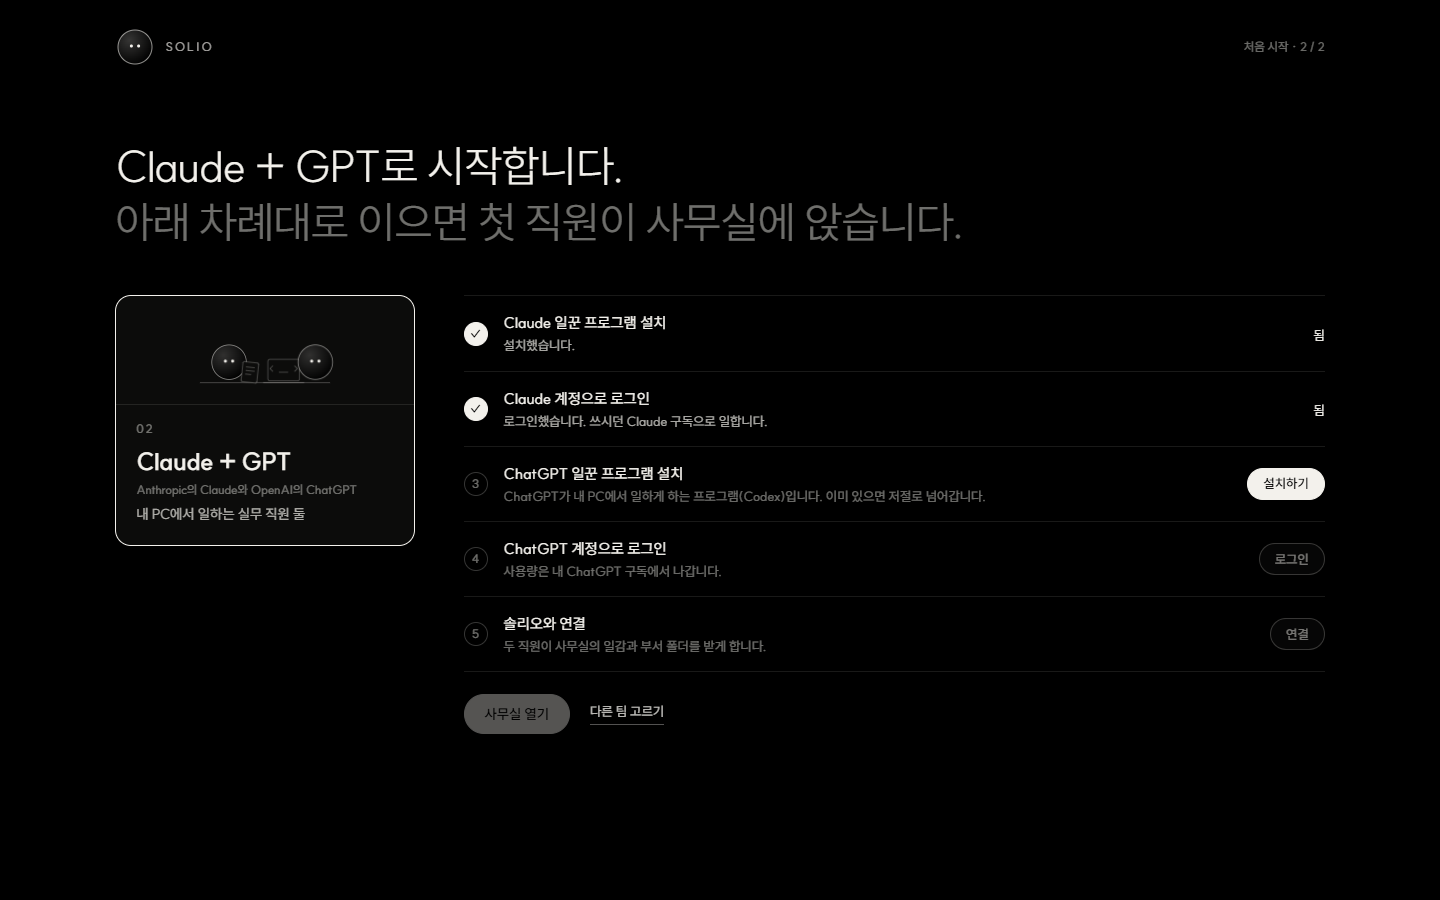 SOLIO
처음 시작 · 2 / 2
Claude + GPT로 시작합니다.
아래 차례대로 이으면 첫 직원이 사무실에 앉습니다.
02
Claude + GPT
Anthropic의 Claude와 OpenAI의 ChatGPT
내 PC에서 일하는 실무 직원 둘
Claude 일꾼 프로그램 설치
설치했습니다.
됨
Claude 계정으로 로그인
로그인했습니다. 쓰시던 Claude 구독으로 일합니다.
됨
3
ChatGPT 일꾼 프로그램 설치
ChatGPT가 내 PC에서 일하게 하는 프로그램(Codex)입니다. 이미 있으면 저절로 넘어갑니다.
설치하기
4
ChatGPT 계정으로 로그인
사용량은 내 ChatGPT 구독에서 나갑니다.
로그인
5
솔리오와 연결
두 직원이 사무실의 일감과 부서 폴더를 받게 합니다.
연결
사무실 열기
다른 팀 고르기